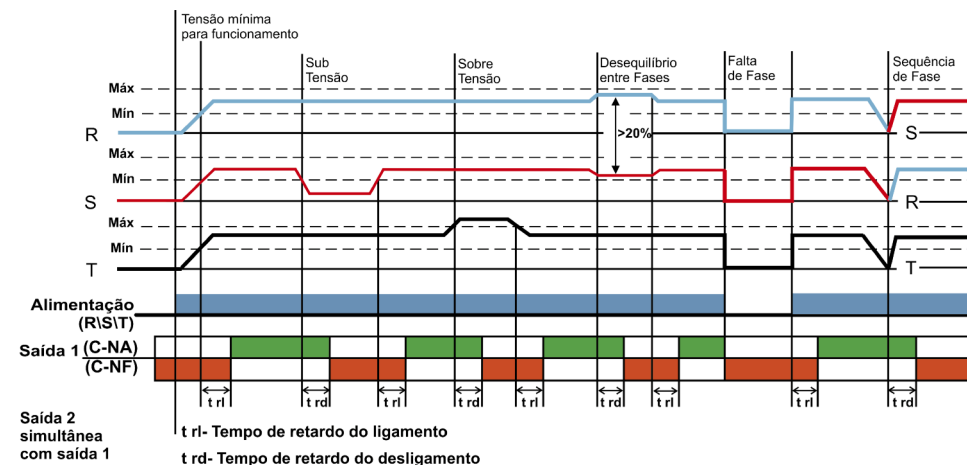 Tensão mínima
para funcionamento
Sub
Tensão
Sobre
Tensão
Desequilíbrio
entre Fases
Falta
de Fase
Sequência
de Fase
Máx
Mín
R
S
>20%
Máx
Mín
S
R
Máx
Mín
T
T
Alimentação
(R\S\T)
Saída 1 (C-NA)
(C-NF)
t rl
t rd
t rl
t rd
t rl
t rd
t rl
t rl
t rd
Saída 2
simultânea
com saída 1
t rl- Tempo de retardo do ligamento
t rd- Tempo de retardo do desligamento